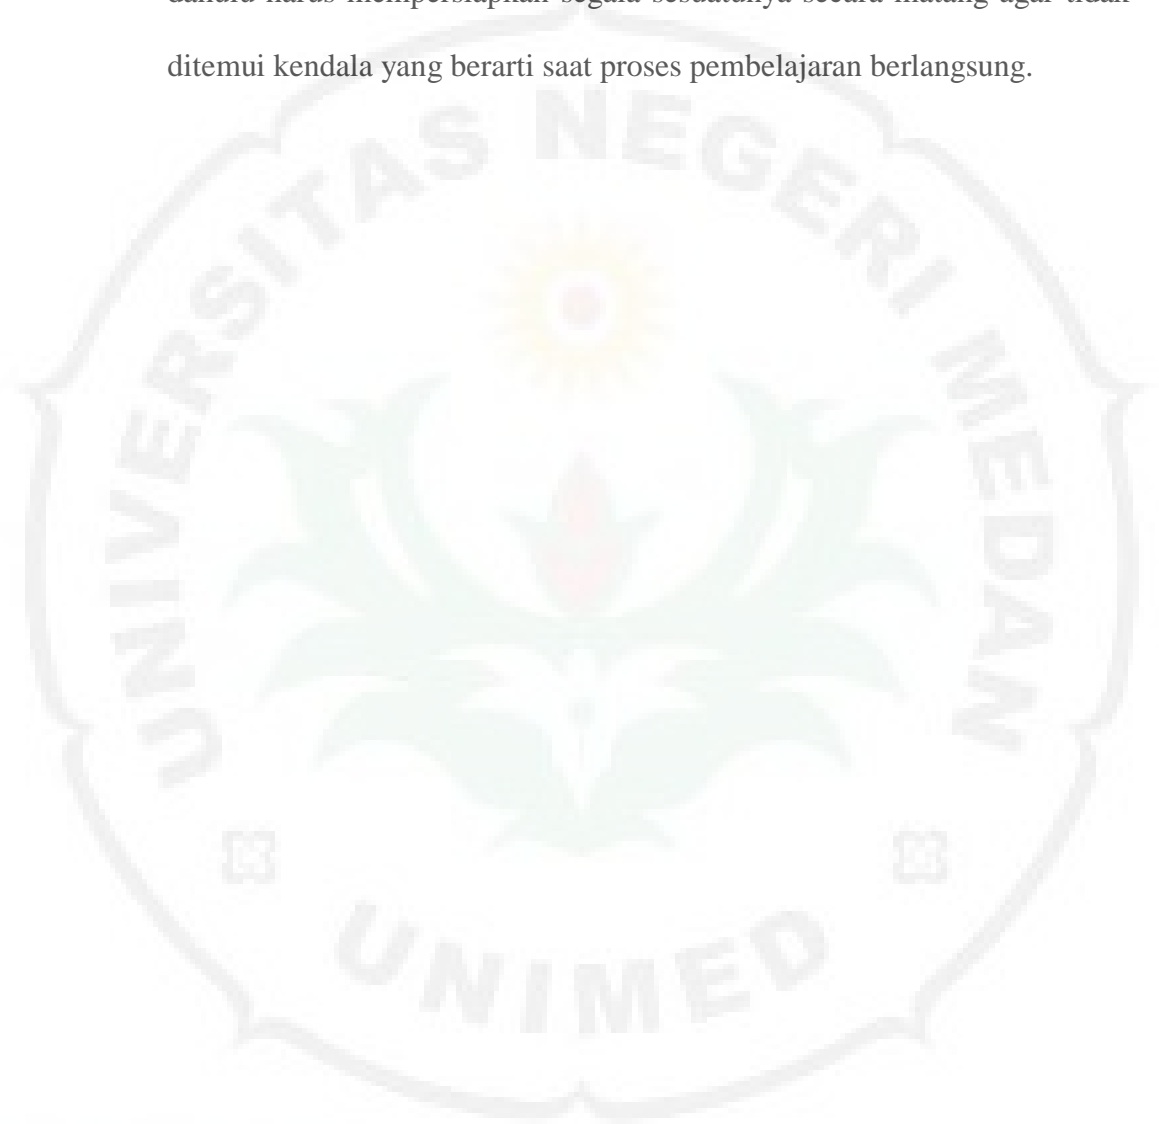 dahulu harus mempersiapkan segala sesuatunya secara matang agar tidak
ditemui kendala yang berarti saat proses pembelajaran berlangsung.
UNIVERSITAS NEGERI MEDAN
UNIMED